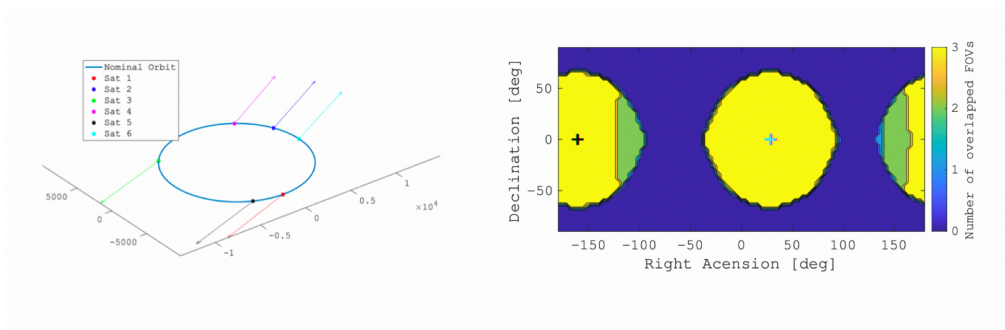 Nominal Orbit
Sat 1
Sat 2
Sat 3
Sat 4
Sat 5
Sat 6
5000
0
-5000
-1
-0.5
0
0.5
1
×10⁴
Declination [deg]
50
0
-50
-150
-100
-50
0
50
100
150
Right Acension [deg]
3
2
1
0
Number of overlapped FOVs